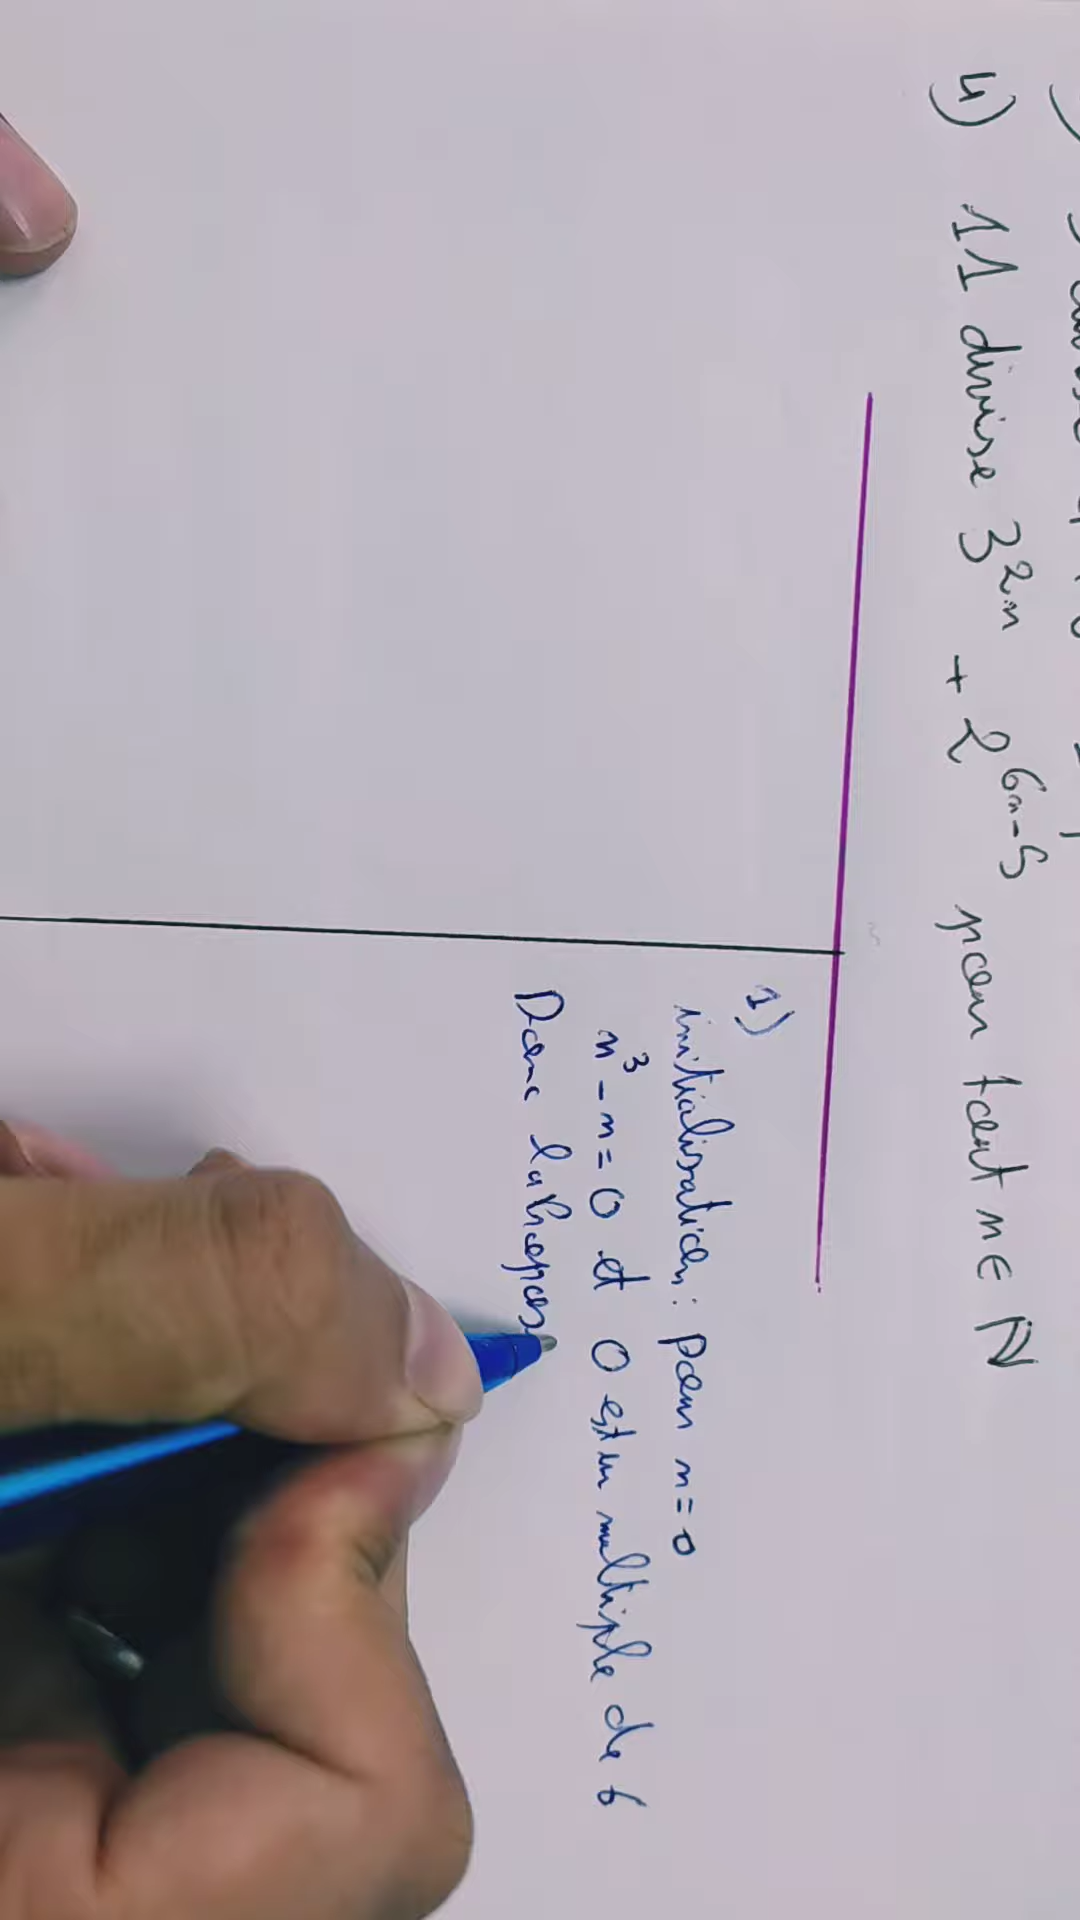 4) 11 divise 3^{2n} + 2^{6n-5} pour tout n ∈ ℕ
1)
initialisation : pour n = 0
n³ - n = 0 et 0 est un multiple de 6
Donc la Propos